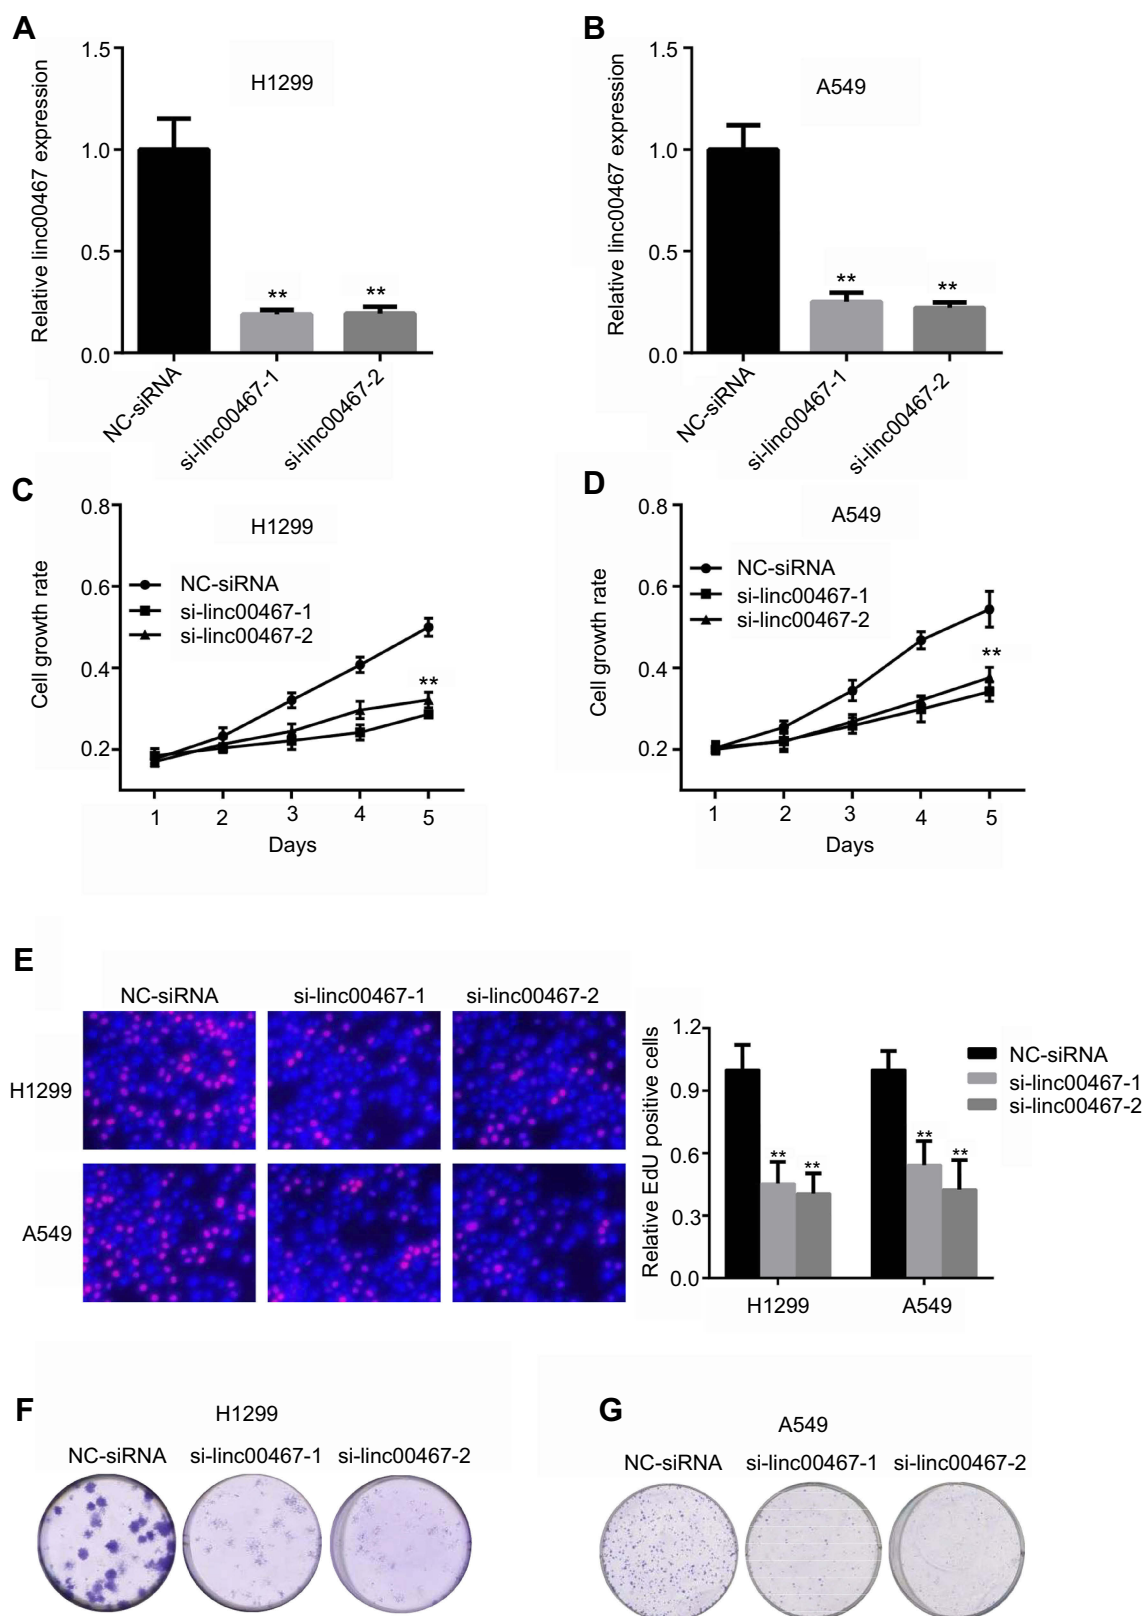 A
1.5
1.0
0.5
0.0
Relative linc00467 expression
H1299
**
**
NC-siRNA
si-linc00467-1
si-linc00467-2
B
1.5
1.0
0.5
0.0
Relative linc00467 expression
A549
**
**
NC-siRNA
si-linc00467-1
si-linc00467-2
C
0.8
0.6
0.4
0.2
Cell growth rate
H1299
NC-siRNA
si-linc00467-1
si-linc00467-2
**
1 2 3 4 5
Days
D
0.8
0.6
0.4
0.2
Cell growth rate
A549
NC-siRNA
si-linc00467-1
si-linc00467-2
**
1 2 3 4 5
Days
E
NC-siRNA si-linc00467-1 si-linc00467-2
H1299
A549
1.2
0.9
0.6
0.3
0.0
Relative EdU positive cells
NC-siRNA
si-linc00467-1
si-linc00467-2
** **
** **
H1299 A549
F
H1299
NC-siRNA si-linc00467-1 si-linc00467-2
G
A549
NC-siRNA si-linc00467-1 si-linc00467-2